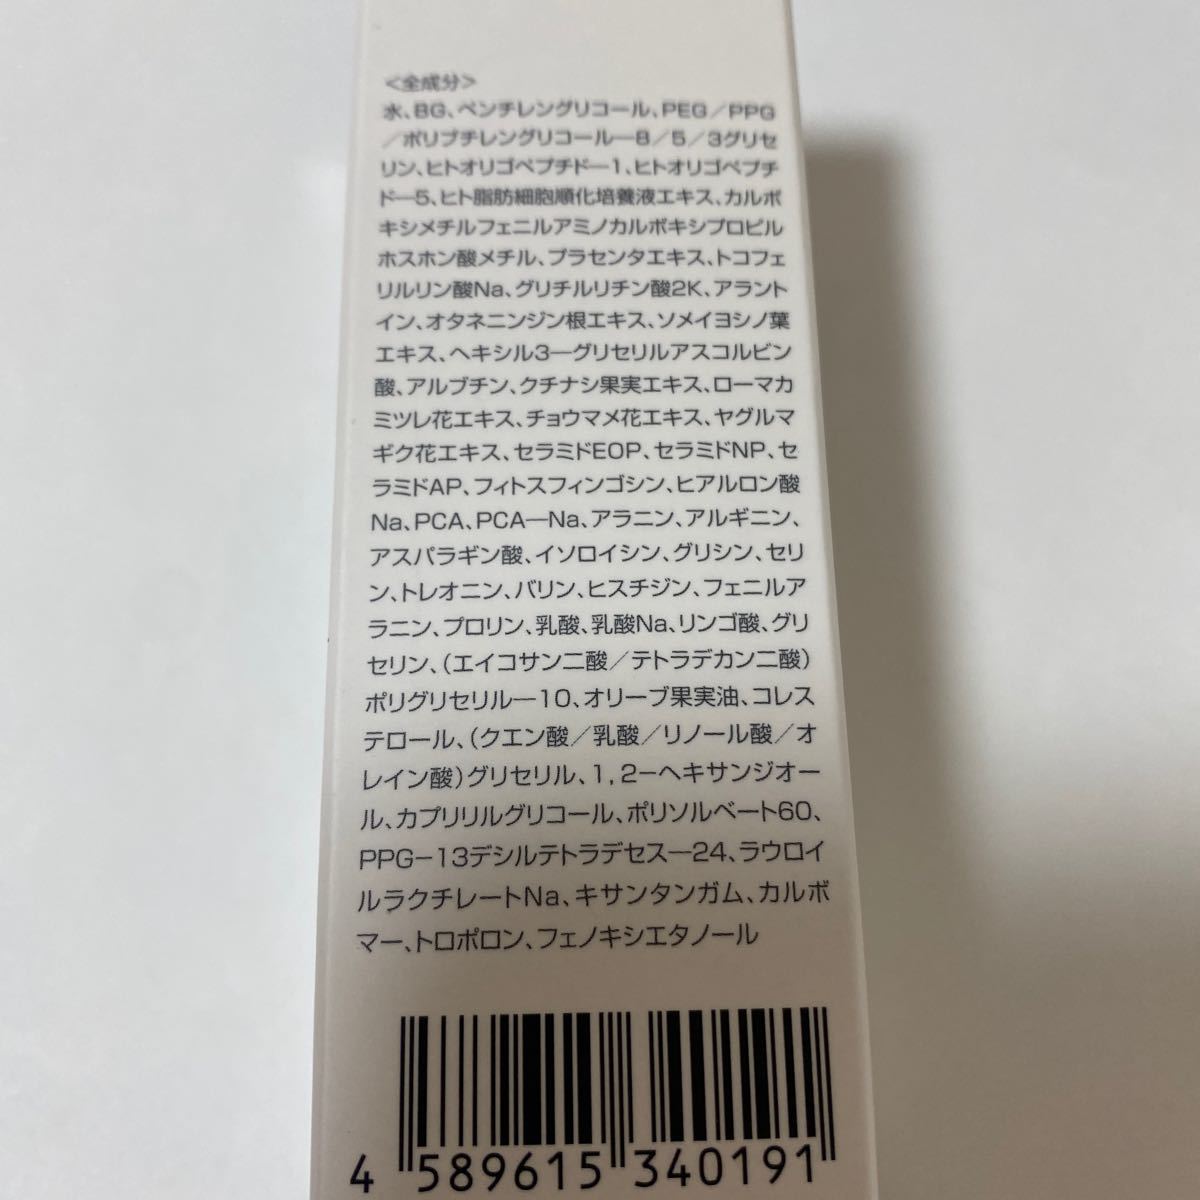 <全成分>
水、BG、ペンチレングリコール、PEG／PPG
／ポリブチレングリコール―8／5／3グリセ
リン、ヒトオリゴペプチド―1、ヒトオリゴペプチ
ド―5、ヒト脂肪細胞順化培養液エキス、カルボ
キシメチルフェニルアミノカルボキシプロピル
ホスホン酸メチル、プラセンタエキス、トコフェ
リルリン酸Na、グリチルリチン酸2K、アラント
イン、オタネニンジン根エキス、ソメイヨシノ葉
エキス、ヘキシル3―グリセリルアスコルビン
酸、アルブチン、クチナシ果実エキス、ローマカ
ミツレ花エキス、チョウマメ花エキス、ヤグルマ
ギク花エキス、セラミドEOP、セラミドNP、セ
ラミドAP、フィトスフィンゴシン、ヒアルロン酸
Na、PCA、PCA―Na、アラニン、アルギニン、
アスパラギン酸、イソロイシン、グリシン、セリ
ン、トレオニン、バリン、ヒスチジン、フェニルア
ラニン、プロリン、乳酸、乳酸Na、リンゴ酸、グリ
セリン、（エイコサン二酸／テトラデカン二酸）
ポリグリセリル―10、オリーブ果実油、コレス
テロール、（クエン酸／乳酸／リノール酸／オ
レイン酸）グリセリル、1,2－ヘキサンジオー
ル、カプリリルグリコール、ポリソルベート60、
PPG－13デシルテトラデセス―24、ラウロイ
ルラクチレートNa、キサンタンガム、カルボ
マー、トロポロン、フェノキシエタノール
4 589615 340191